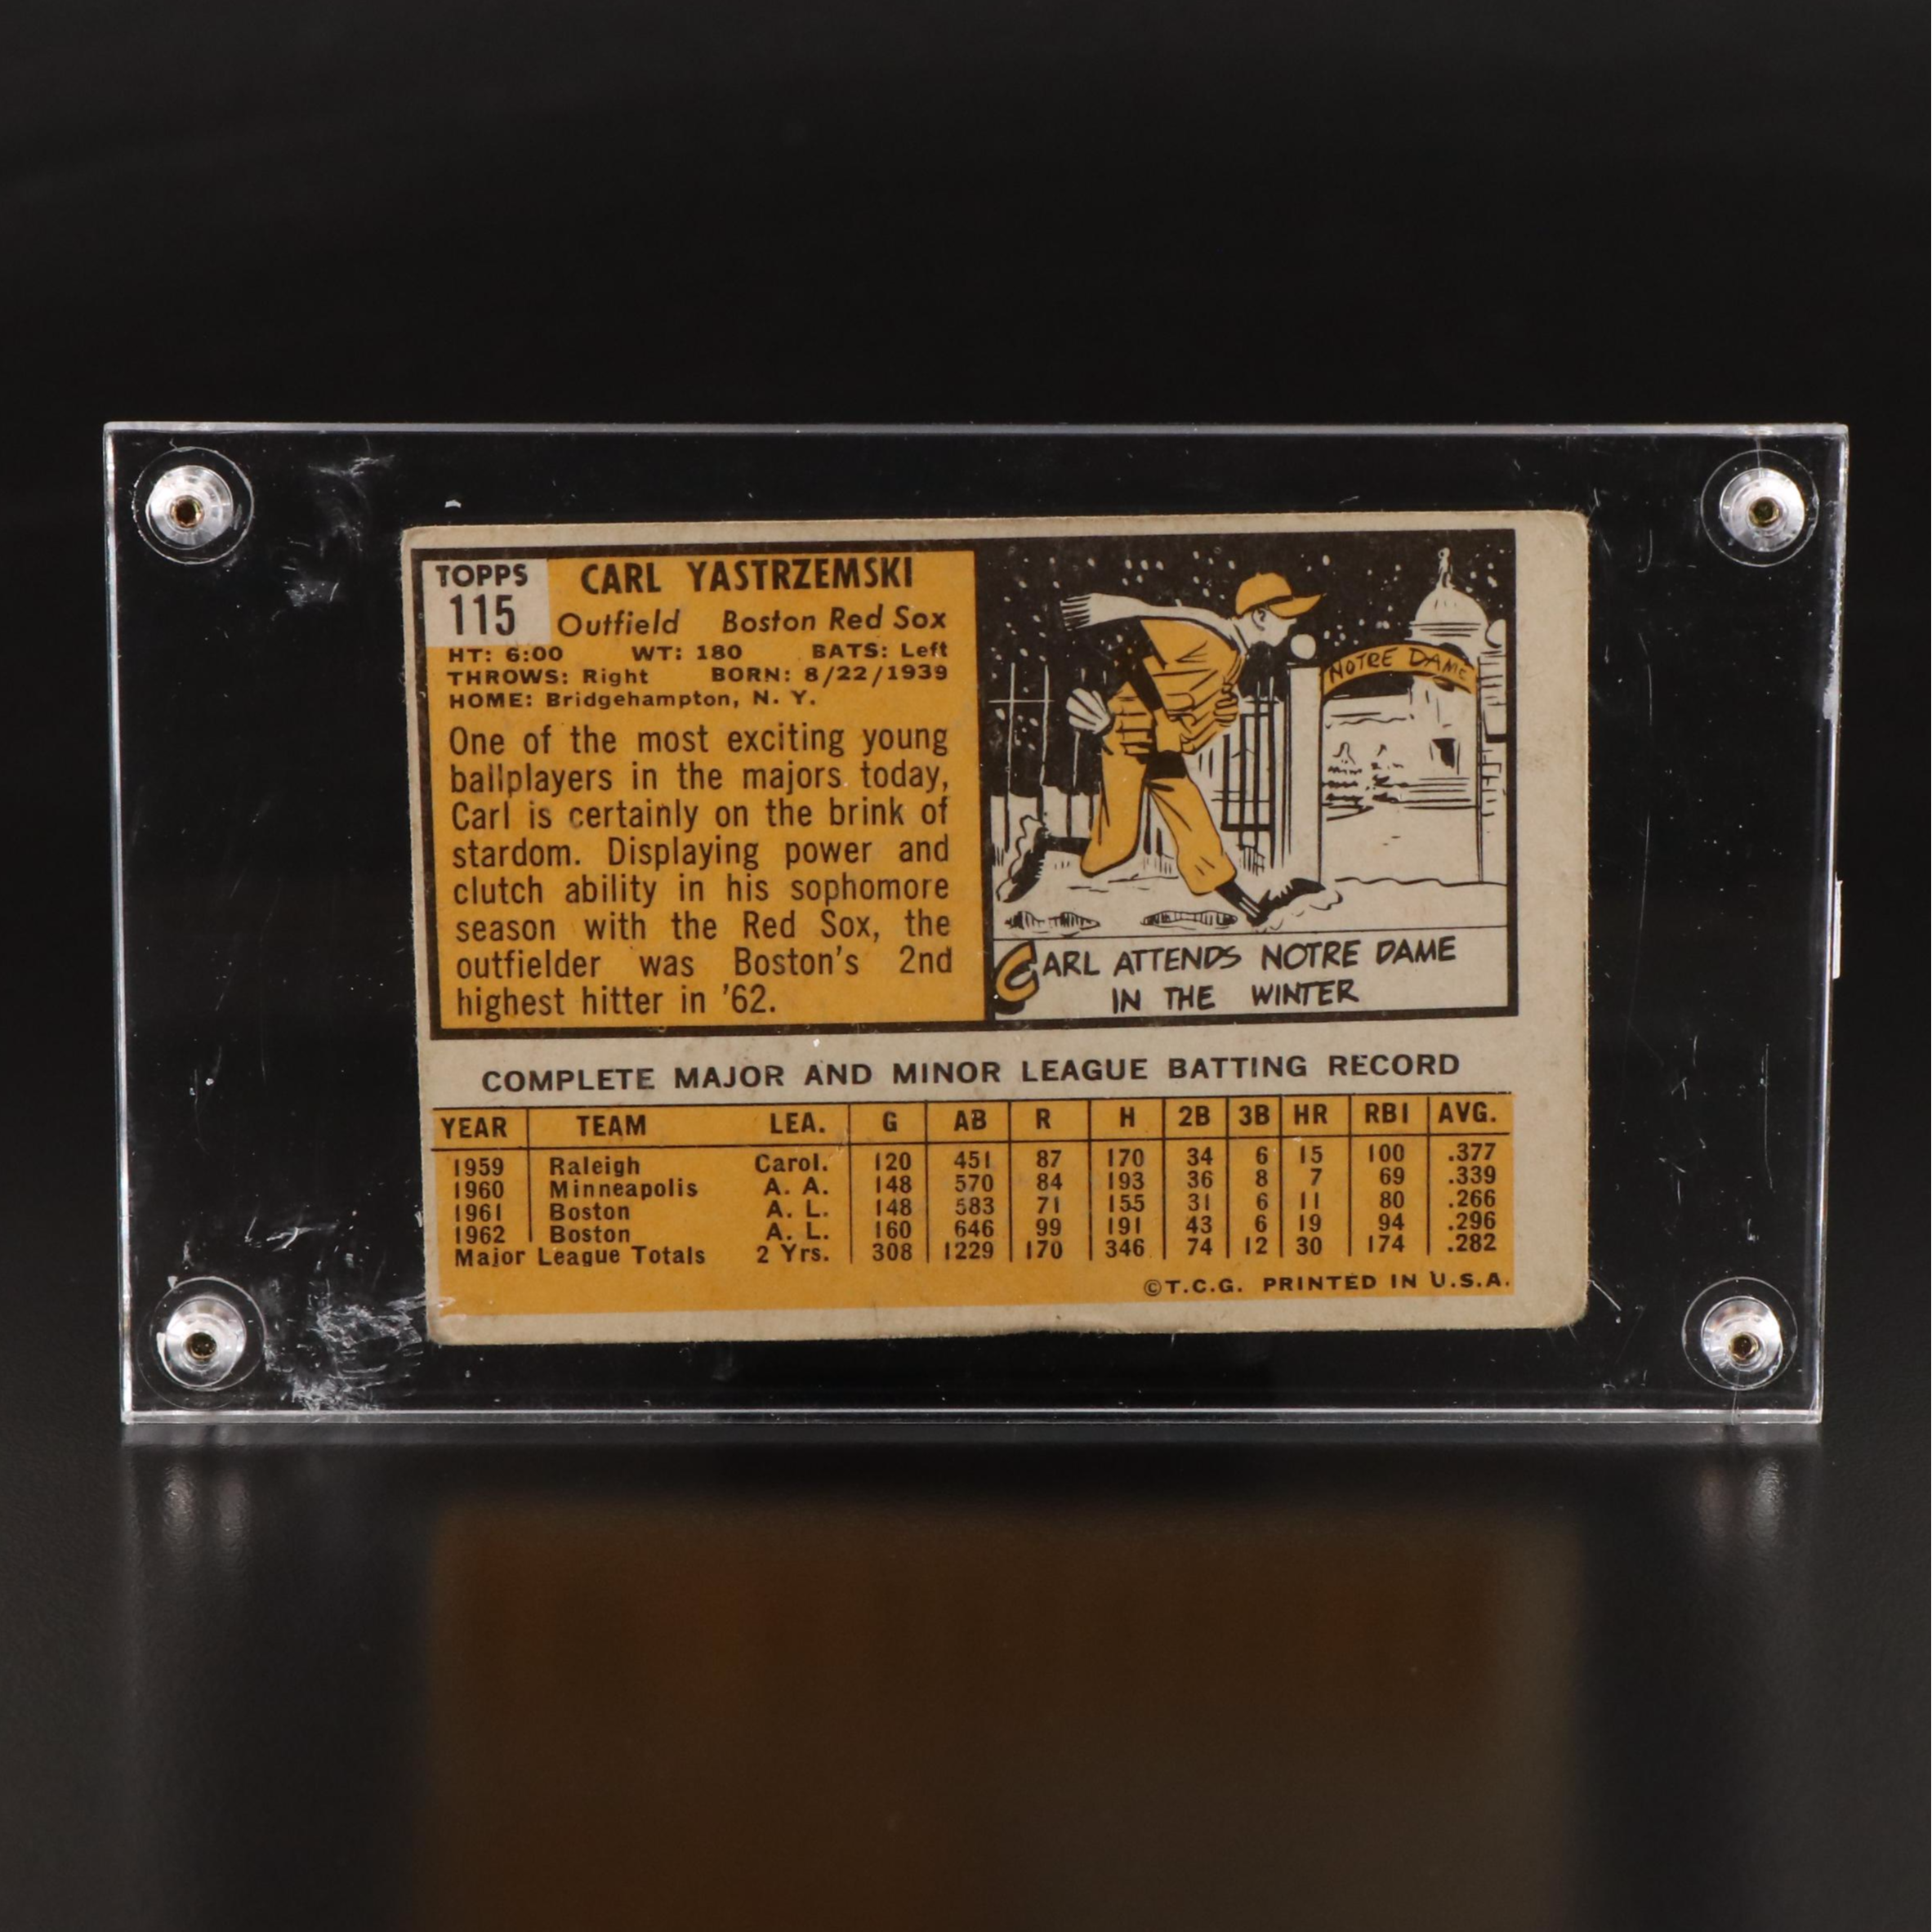 TOPPS
115
CARL YASTRZEMSKI
Outfield Boston Red Sox
HT: 6:00 WT: 180 BATS: Left
THROWS: Right BORN: 8/22/1939
HOME: Bridgehampton, N. Y.
One of the most exciting young
ballplayers in the majors today,
Carl is certainly on the brink of
stardom. Displaying power and
clutch ability in his sophomore
season with the Red Sox, the
outfielder was Boston's 2nd
highest hitter in '62.
NOTRE DAME
CARL ATTENDS NOTRE DAME
IN THE WINTER
COMPLETE MAJOR AND MINOR LEAGUE BATTING RECORD
YEAR TEAM LEA. G AB R H 2B 3B HR RBI AVG.
1959 Raleigh Carol. 120 451 87 170 34 6 15 100 .377
1960 Minneapolis A. A. 148 570 84 193 36 8 7 69 .339
1961 Boston A. L. 148 583 71 155 31 6 11 80 .266
1962 Boston A. L. 160 646 99 191 43 6 19 94 .296
Major League Totals 2 Yrs. 308 1229 170 346 74 12 30 174 .282
©T.C.G. PRINTED IN U.S.A.